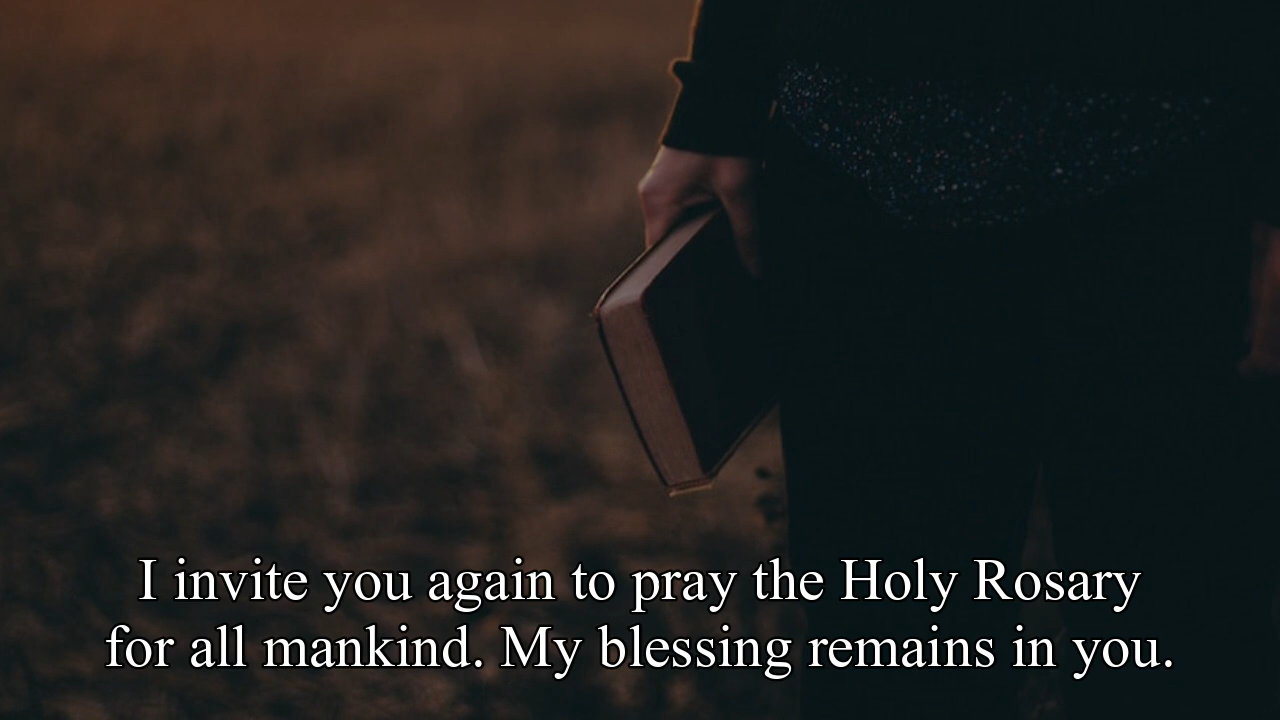 I invite you again to pray the Holy Rosary
for all mankind. My blessing remains in you.